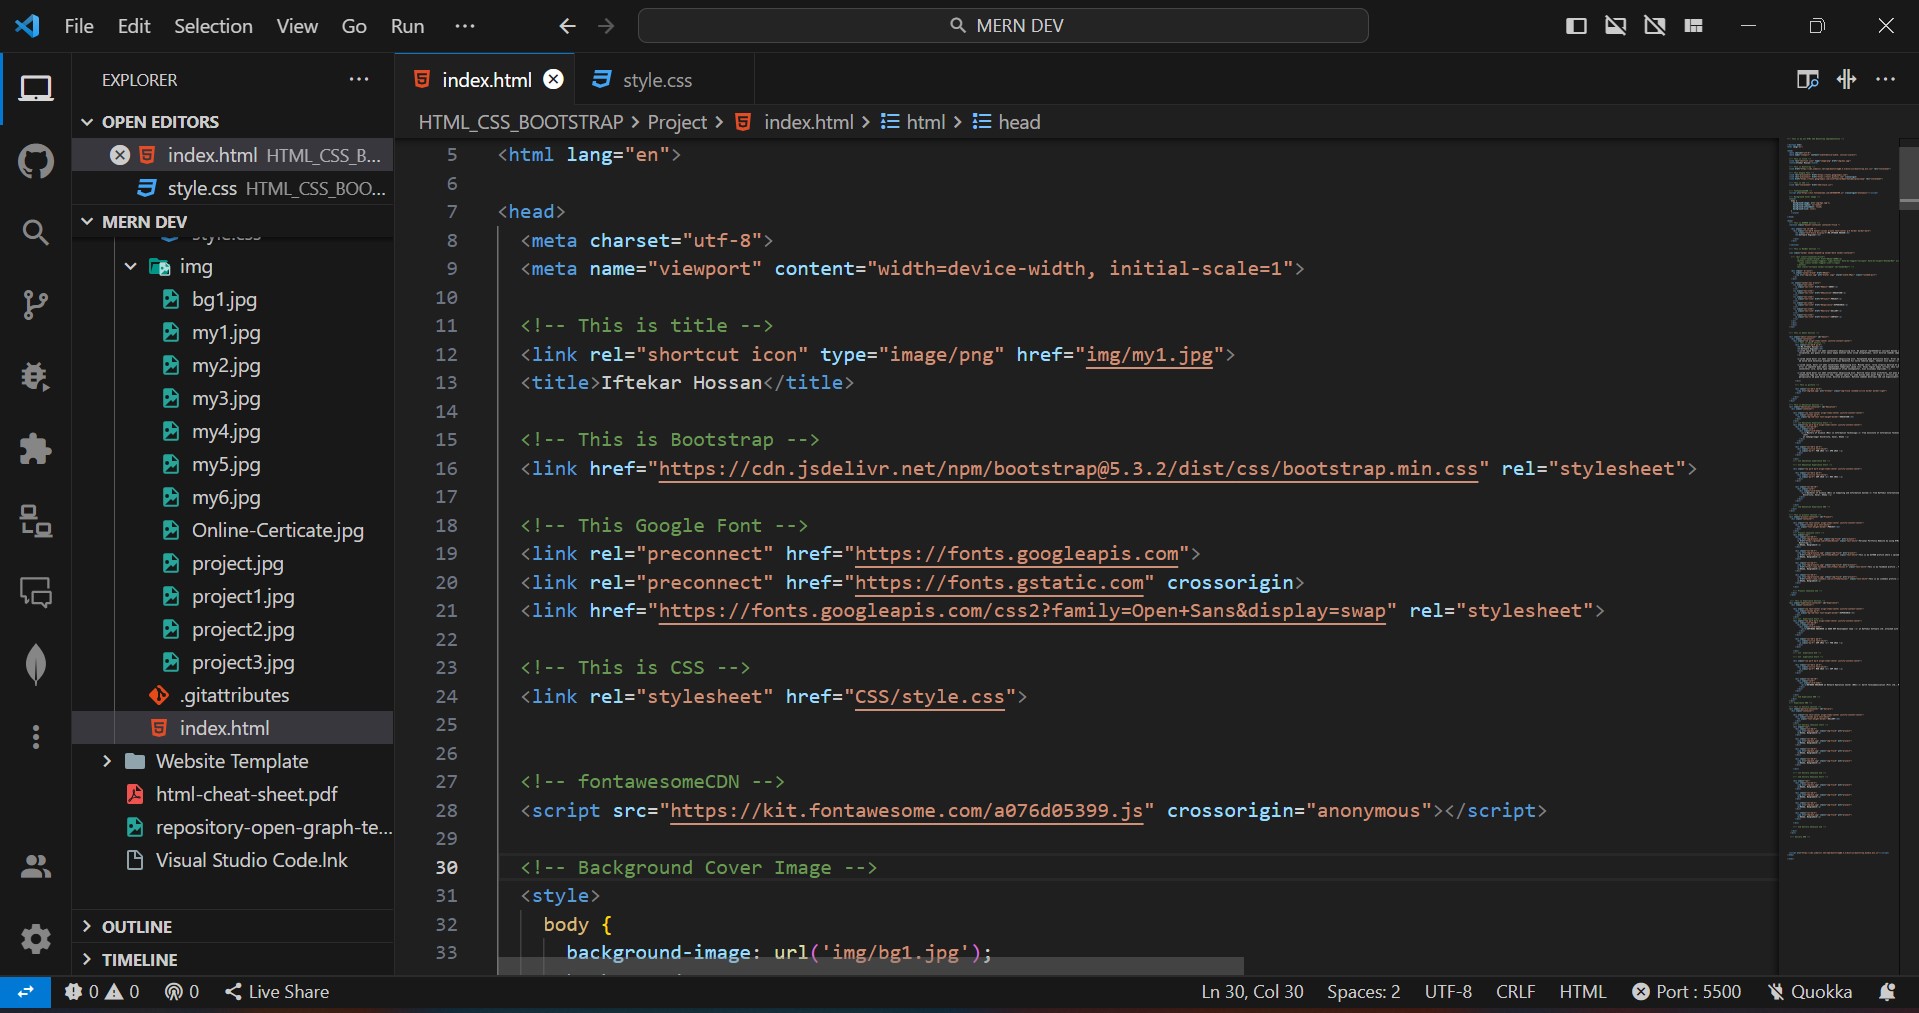 File Edit Selection View Go Run ··· MERN DEV
EXPLORER ···
OPEN EDITORS
index.html HTML_CSS_B...
style.css HTML_CSS_BOO...
MERN DEV
style.css
img
bg1.jpg
my1.jpg
my2.jpg
my3.jpg
my4.jpg
my5.jpg
my6.jpg
Online-Certicate.jpg
project.jpg
project1.jpg
project2.jpg
project3.jpg
.gitattributes
index.html
Website Template
html-cheat-sheet.pdf
repository-open-graph-te...
Visual Studio Code.lnk
OUTLINE
TIMELINE
index.html style.css
HTML_CSS_BOOTSTRAP > Project > index.html > html > head
5 <html lang="en">
6
7 <head>
8 <meta charset="utf-8">
9 <meta name="viewport" content="width=device-width, initial-scale=1">
10
11 <!-- This is title -->
12 <link rel="shortcut icon" type="image/png" href="img/my1.jpg">
13 <title>Iftekar Hossan</title>
14
15 <!-- This is Bootstrap -->
16 <link href="https://cdn.jsdelivr.net/npm/bootstrap@5.3.2/dist/css/bootstrap.min.css" rel="stylesheet">
17
18 <!-- This Google Font -->
19 <link rel="preconnect" href="https://fonts.googleapis.com">
20 <link rel="preconnect" href="https://fonts.gstatic.com" crossorigin>
21 <link href="https://fonts.googleapis.com/css2?family=Open+Sans&display=swap" rel="stylesheet">
22
23 <!-- This is CSS -->
24 <link rel="stylesheet" href="CSS/style.css">
25
26
27 <!-- fontawesomeCDN -->
28 <script src="https://kit.fontawesome.com/a076d05399.js" crossorigin="anonymous"></script>
29
30 <!-- Background Cover Image -->
31 <style>
32 body {
33 background-image: url('img/bg1.jpg');
0 0 0 Live Share Ln 30, Col 30 Spaces: 2 UTF-8 CRLF HTML Port : 5500 Quokka